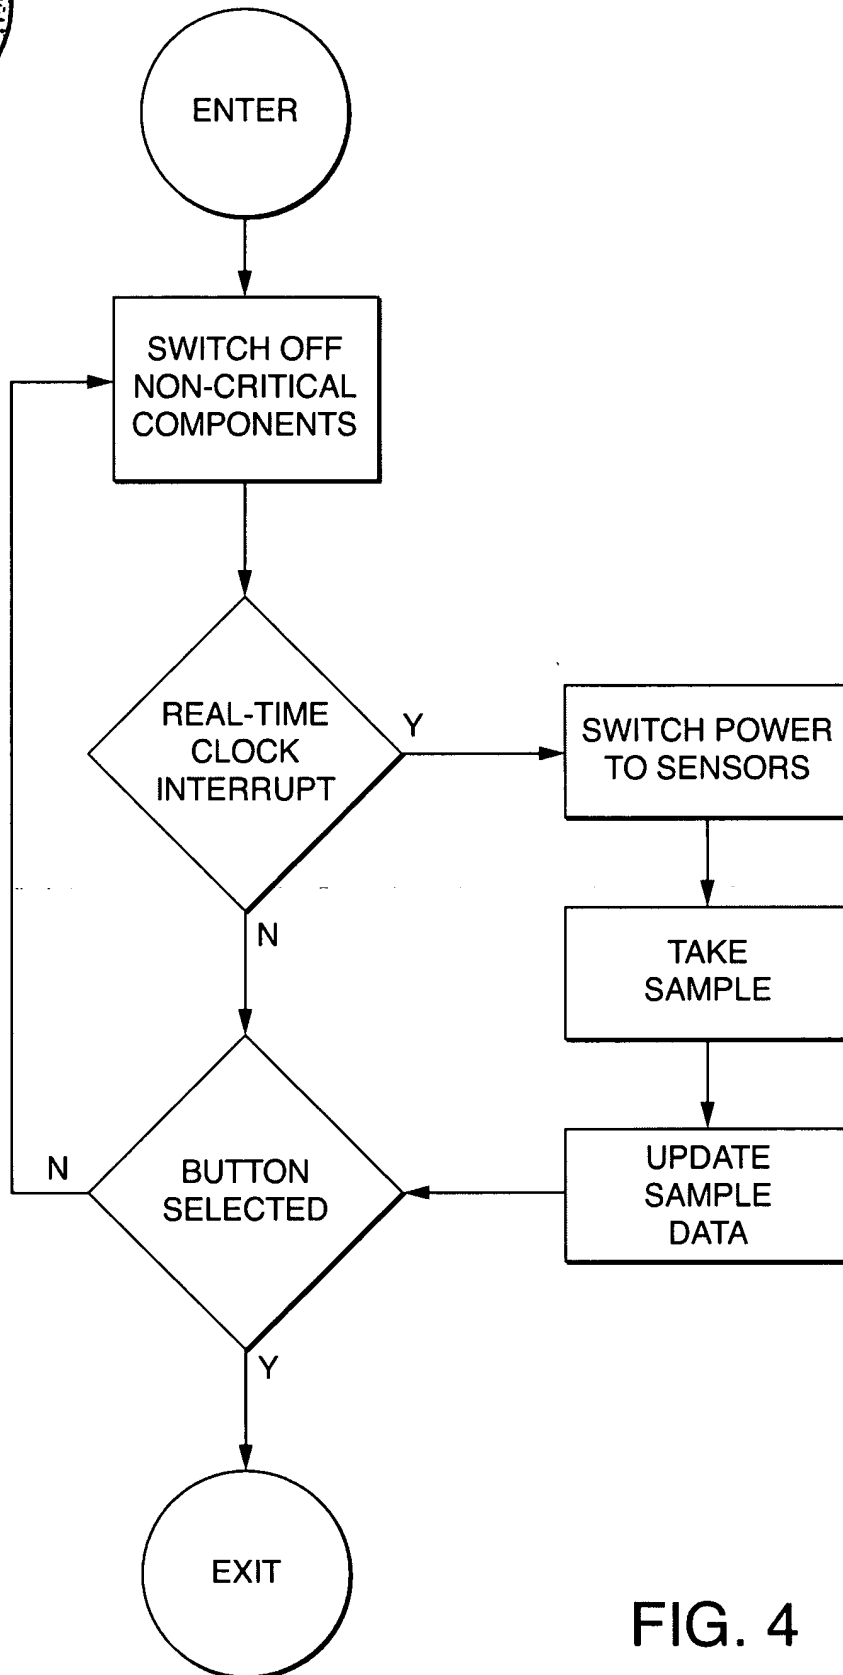 ENTER
SWITCH OFF
NON-CRITICAL
COMPONENTS
REAL-TIME
CLOCK
INTERRUPT
Y
SWITCH POWER
TO SENSORS
N
TAKE
SAMPLE
UPDATE
SAMPLE
DATA
N
BUTTON
SELECTED
Y
EXIT
FIG. 4